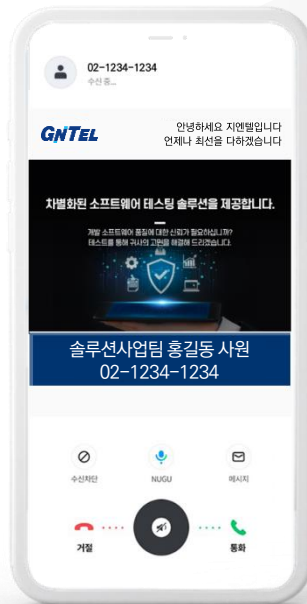 02-1234-1234
수신 중...
GNTEL
안녕하세요 지엔텔입니다
언제나 최선을 다하겠습니다
차별화된 소프트웨어 테스팅 솔루션을 제공합니다.
개발 소프트웨어 품질에 대한 신뢰가 필요하십니까?
테스트를 통해 귀사의 고민을 해결해 드리겠습니다.
솔루션사업팀 홍길동 사원
02-1234-1234
수신차단
NUGU
메시지
거절
통화